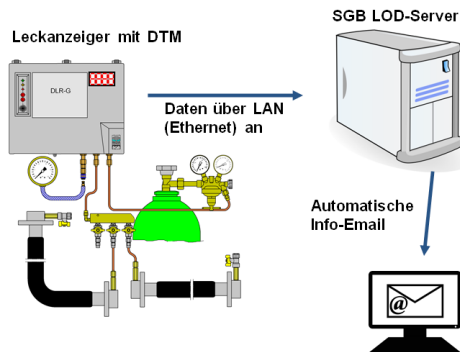 SGB LOD-Server
Leckanzeiger mit DTM
DLR-G
Daten über LAN
(Ethernet) an
Automatische
Info-Email
@